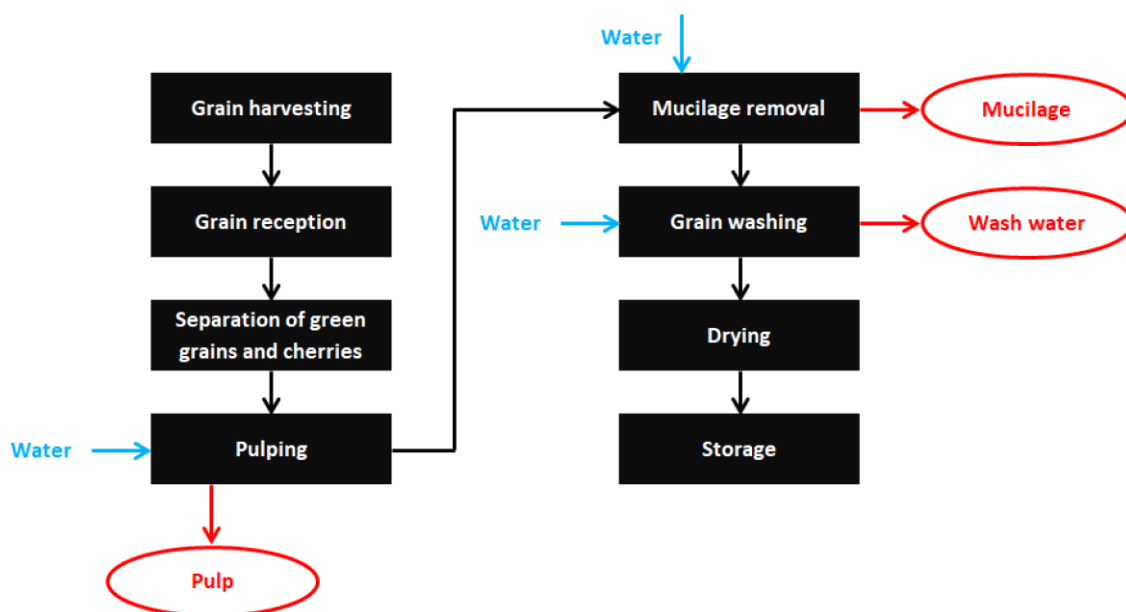 Grain harvesting
Grain reception
Separation of green
grains and cherries
Water
Pulping
Pulp
Water
Mucilage removal
Mucilage
Water
Grain washing
Wash water
Drying
Storage